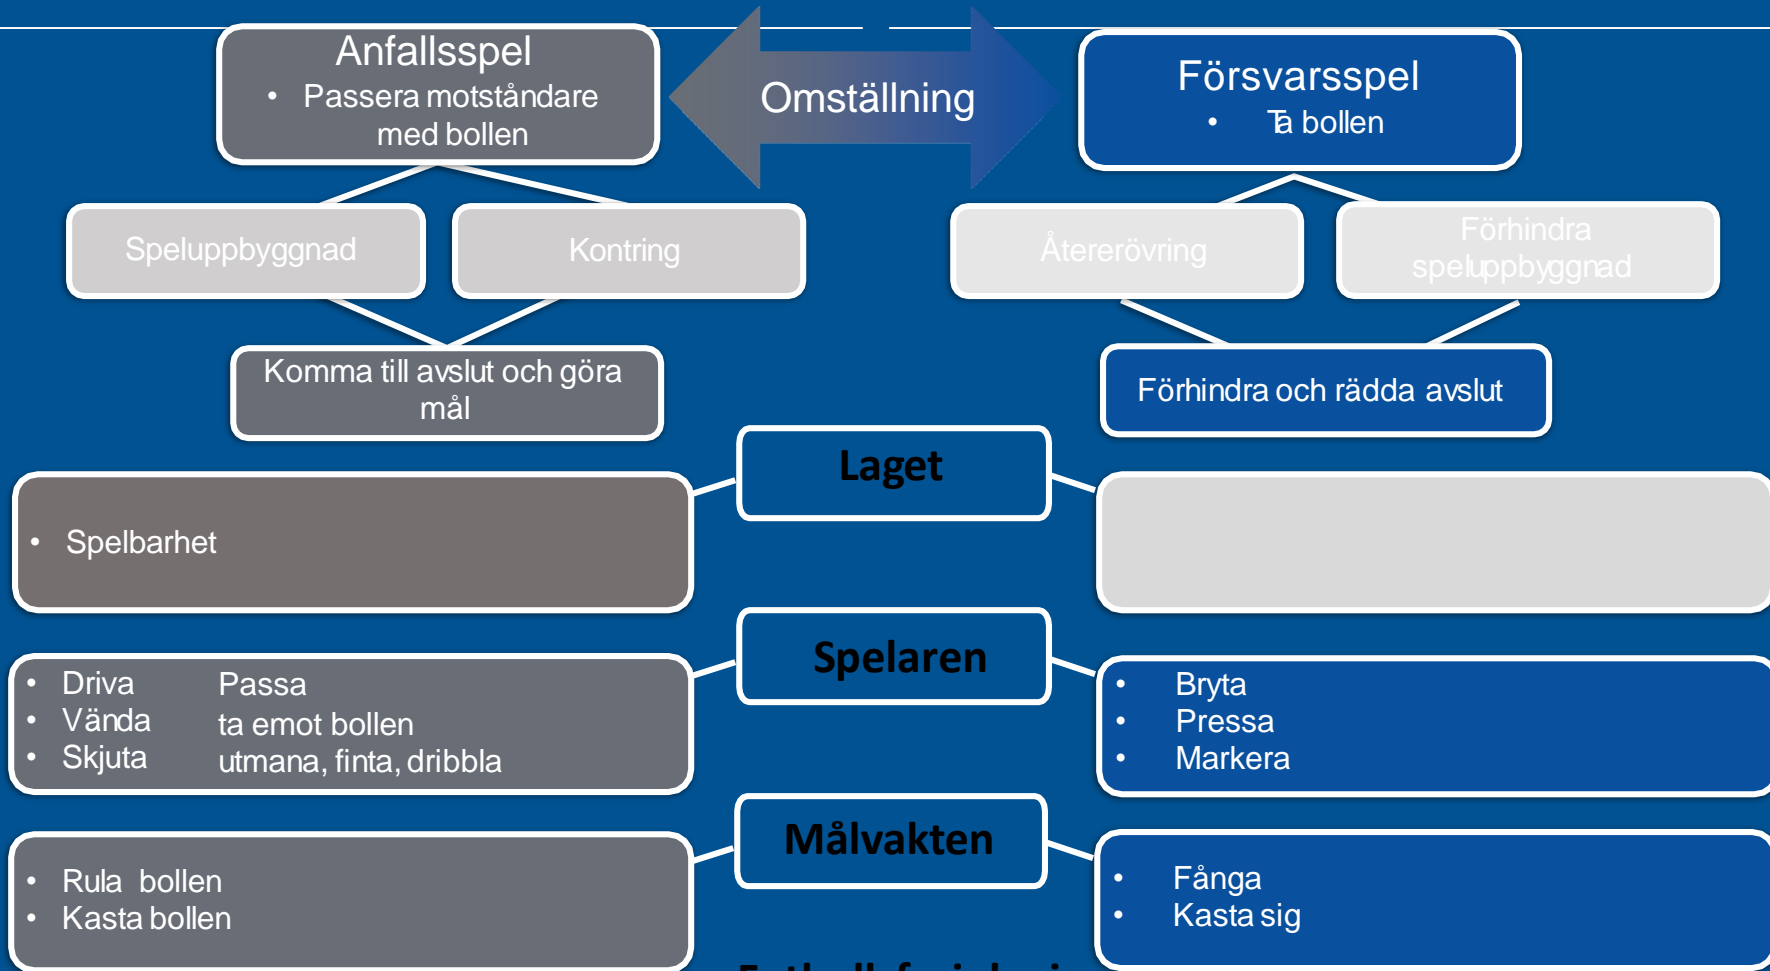 Anfallsspel
• Passera motståndare
med bollen
Omställning
Försvarsspel
• Ta bollen
Speluppbyggnad
Kontring
Återerövring
Förhindra
speluppbyggnad
Komma till avslut och göra
mål
Förhindra och rädda avslut
Laget
• Spelbarhet
Spelaren
• Driva Passa
• Vända ta emot bollen
• Skjuta utmana, finta, dribbla
• Bryta
• Pressa
• Markera
Målvakten
• Rula bollen
• Kasta bollen
• Fånga
• Kasta sig